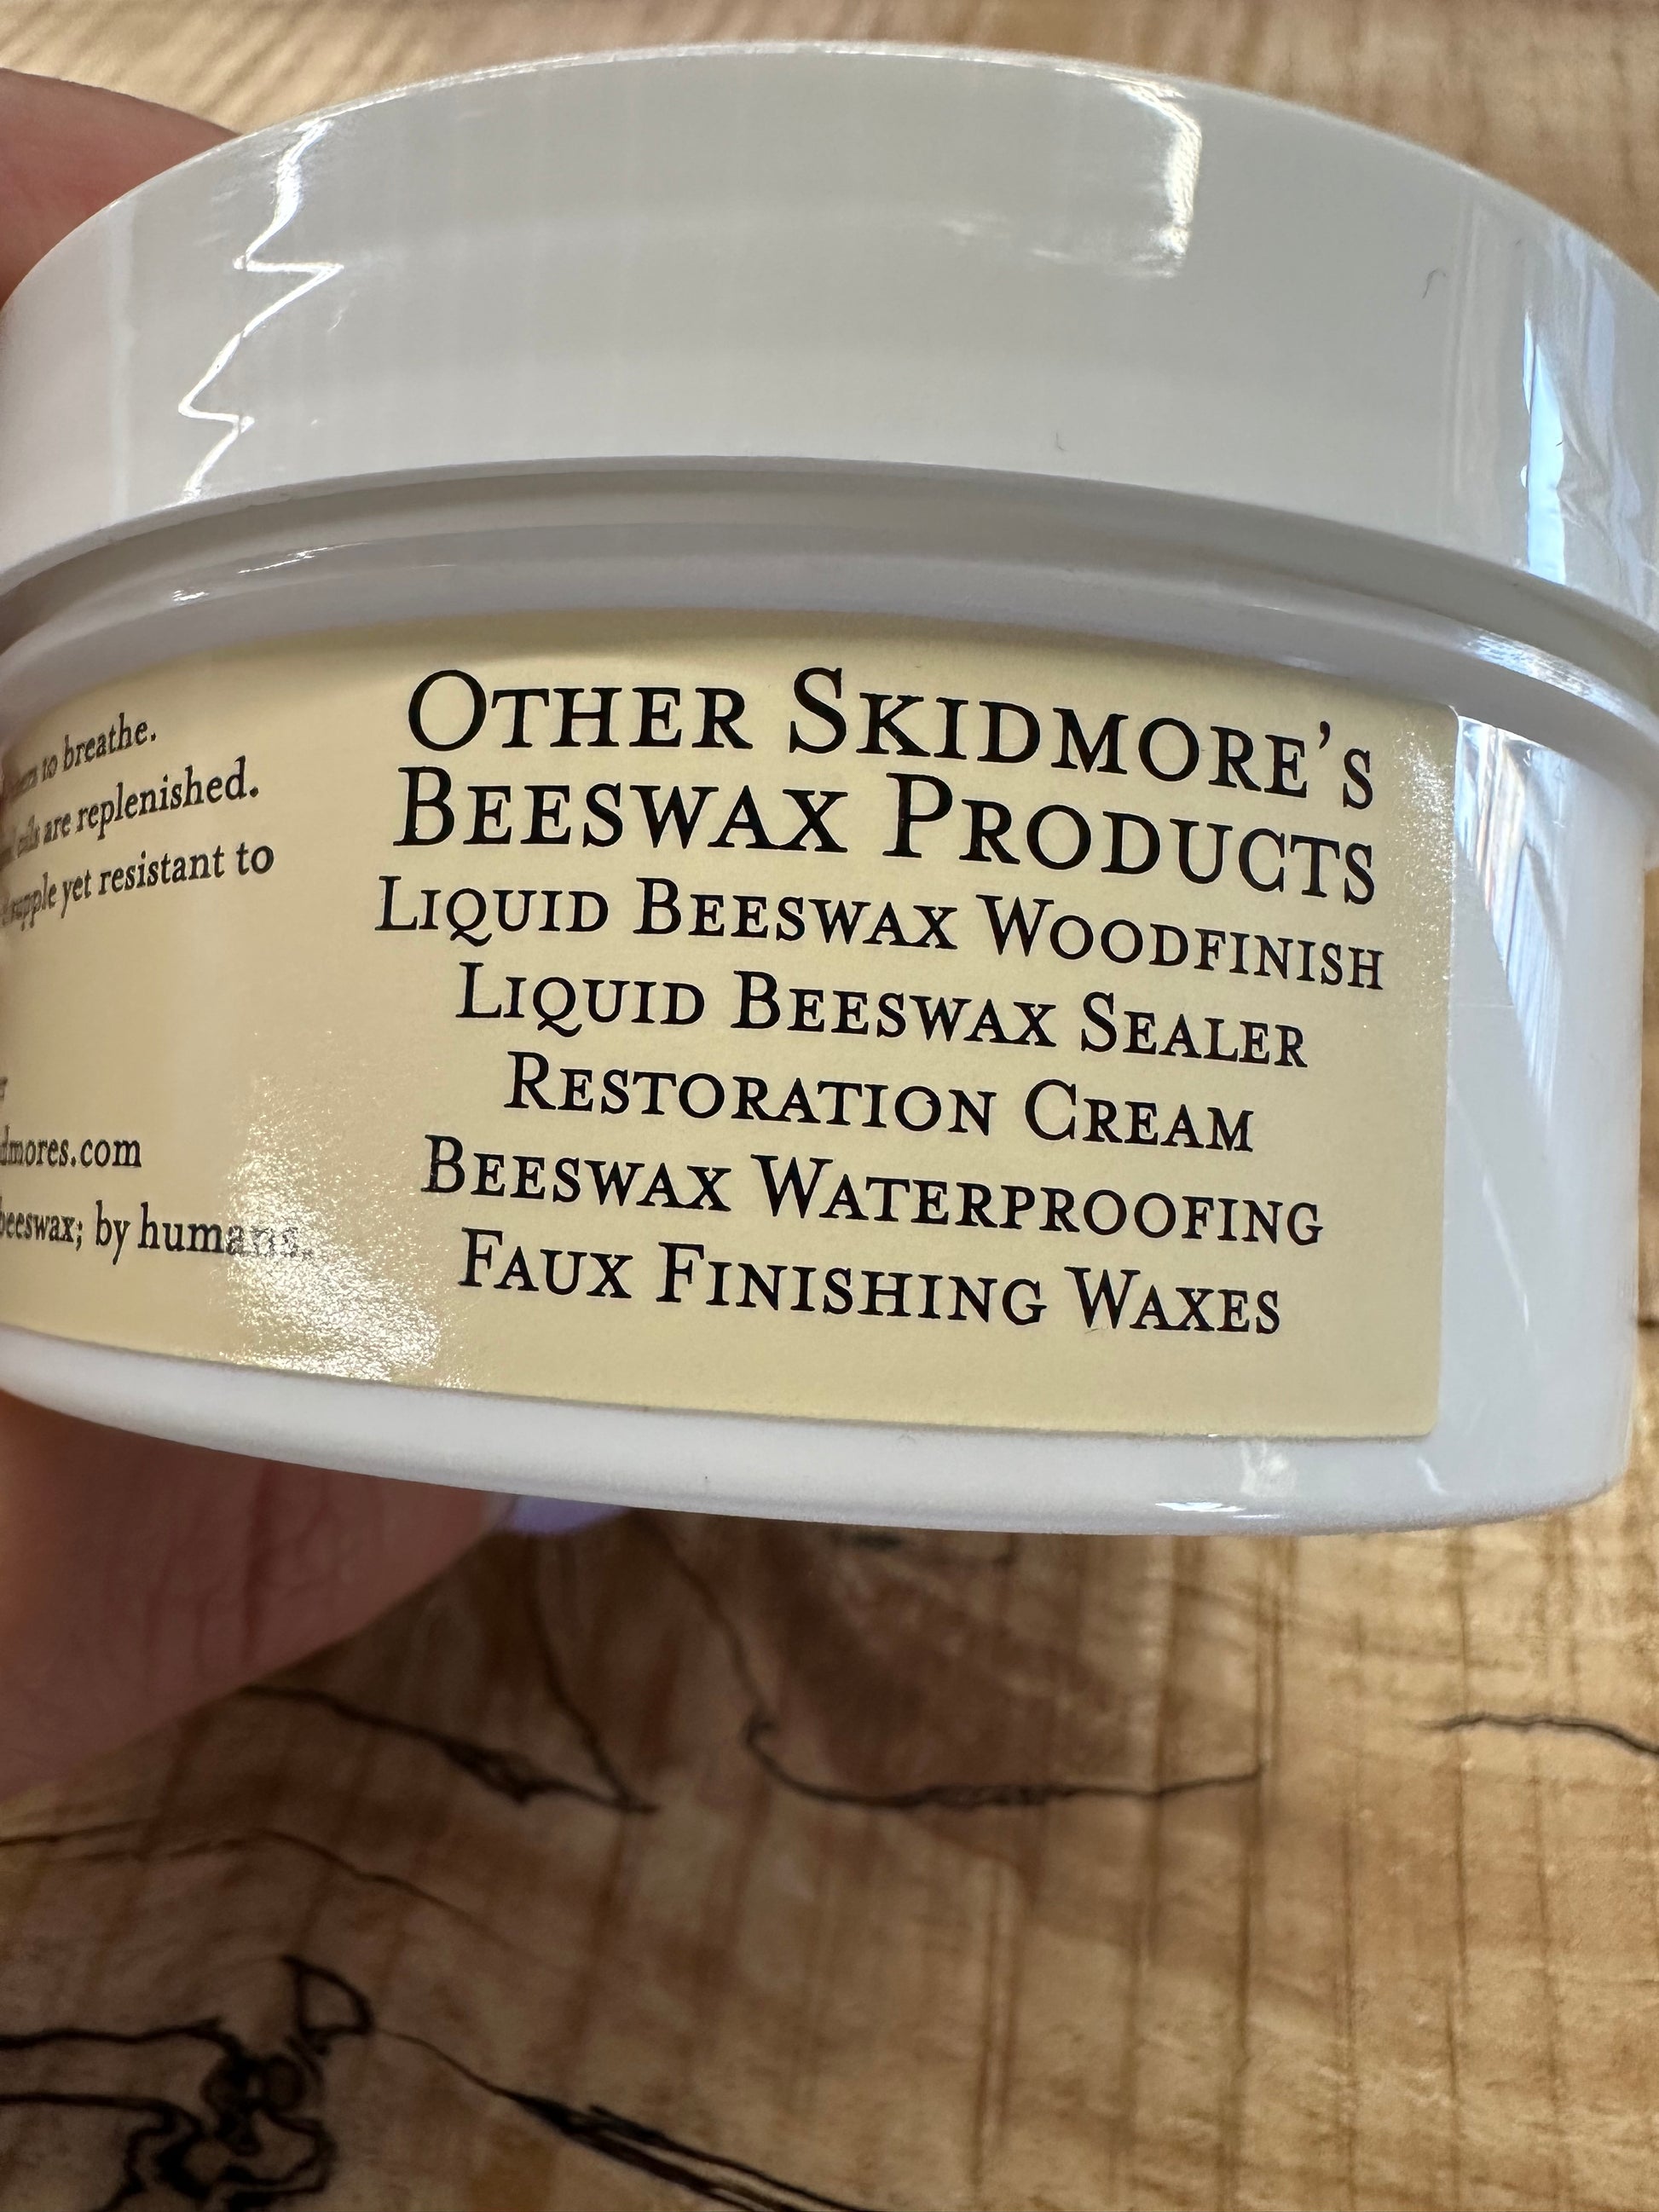 to breathe.
are replenished.
supple yet resistant to
dmores.com
beeswax; by humans.
Other Skidmore's
Beeswax Products
Liquid Beeswax Woodfinish
Liquid Beeswax Sealer
Restoration Cream
Beeswax Waterproofing
Faux Finishing Waxes